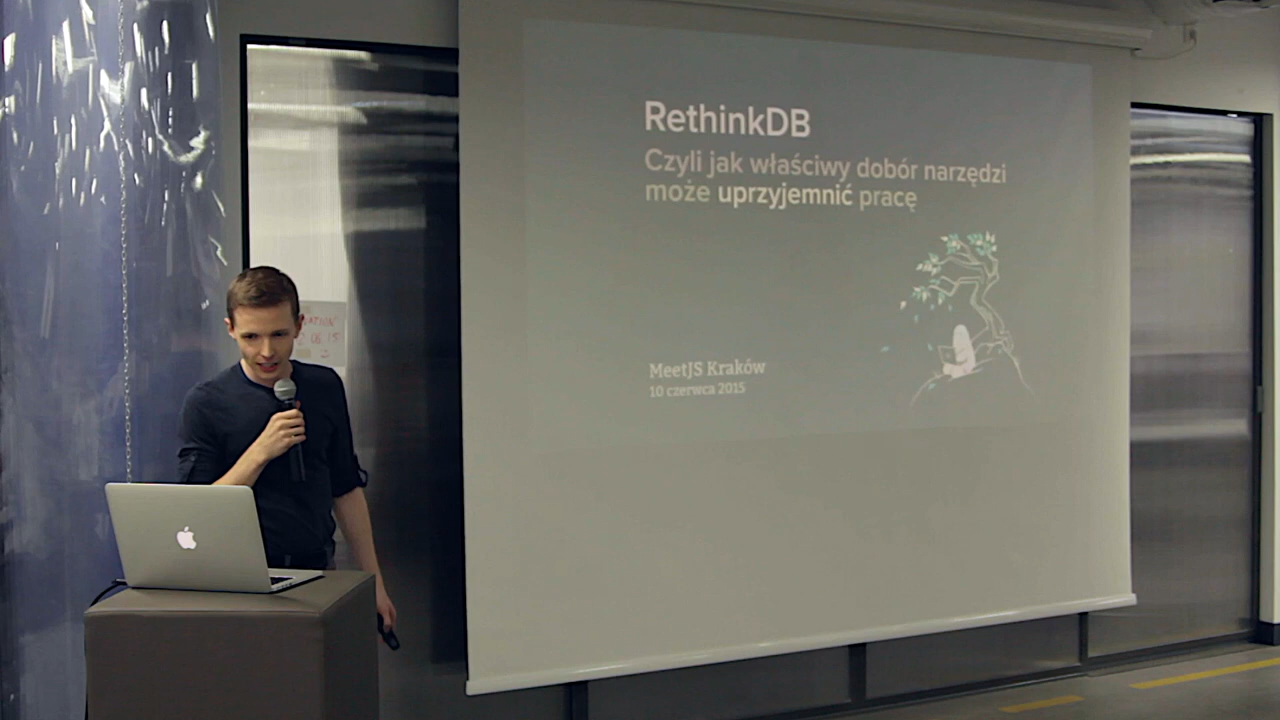 RethinkDB
Czyli jak właściwy dobór narzędzi
może uprzyjemnić pracę
MeetJS Kraków
10 czerwca 2015